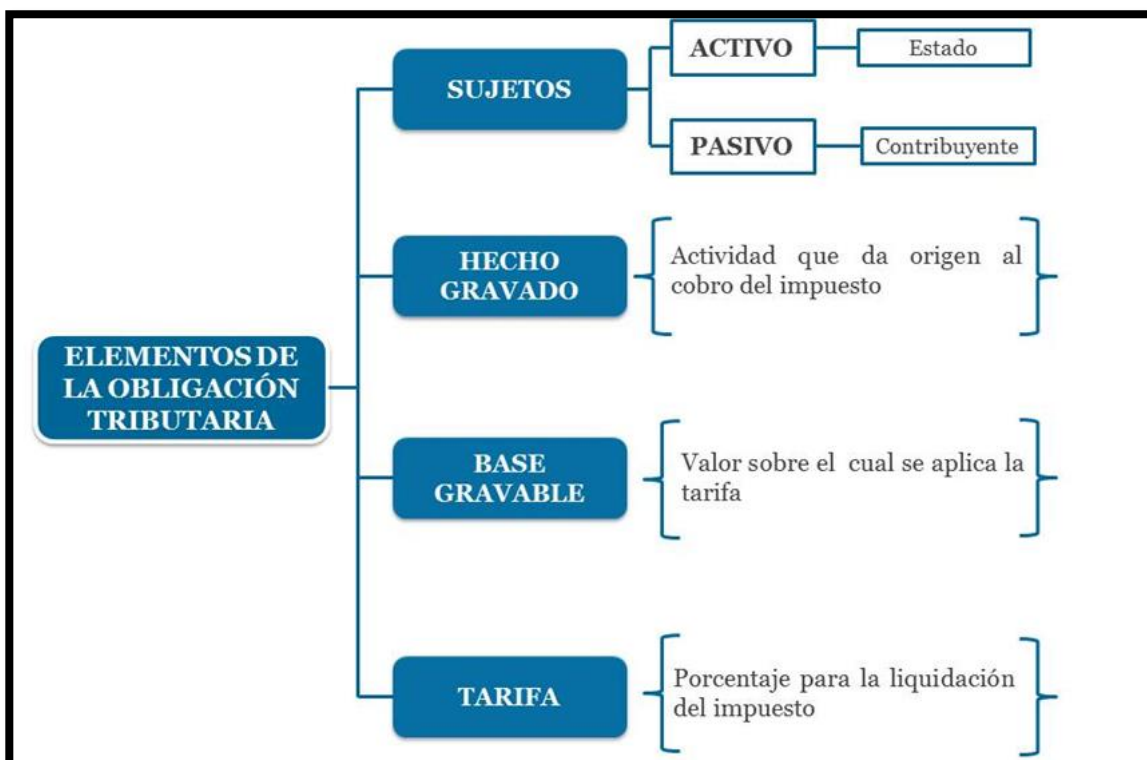 ELEMENTOS DE
LA OBLIGACIÓN
TRIBUTARIA
SUJETOS
ACTIVO
Estado
PASIVO
Contribuyente
HECHO
GRAVADO
Actividad que da origen al
cobro del impuesto
BASE
GRAVABLE
Valor sobre el cual se aplica la
tarifa
TARIFA
Porcentaje para la liquidación
del impuesto